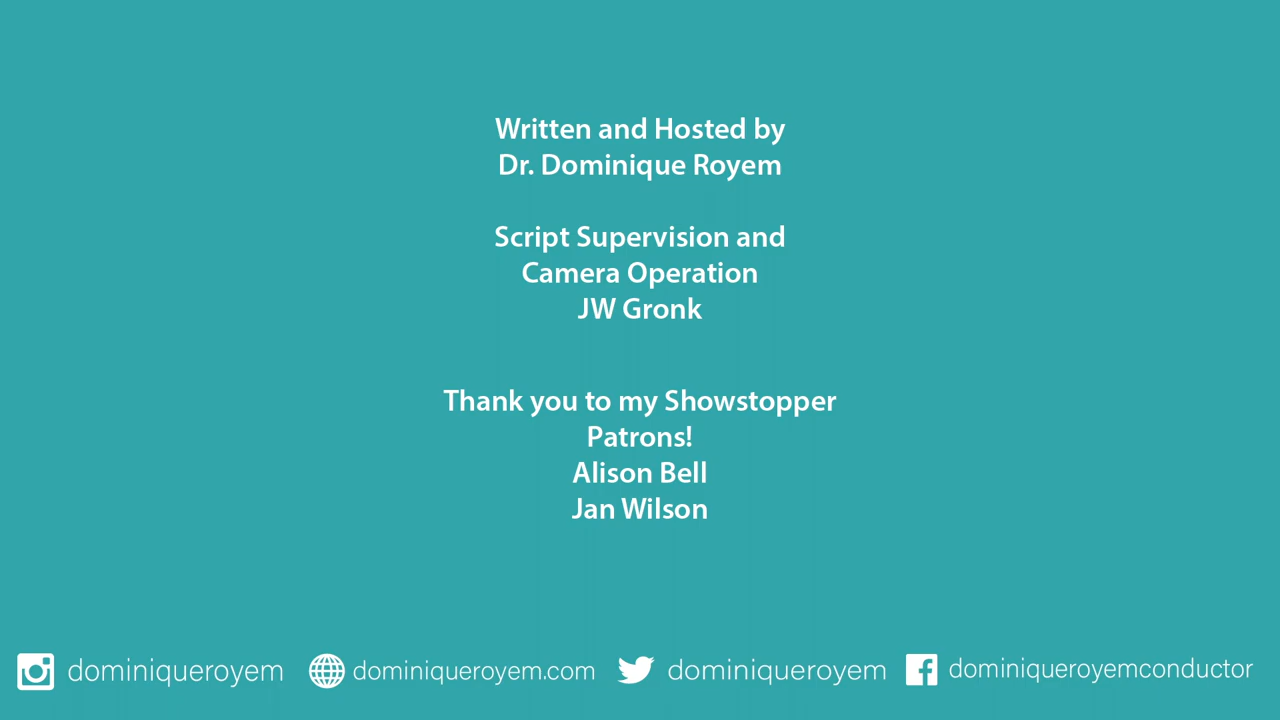 Written and Hosted by
Dr. Dominique Royem
Script Supervision and
Camera Operation
JW Gronk
Thank you to my Showstopper
Patrons!
Alison Bell
Jan Wilson
dominiqueroyem dominiqueroyem.com dominiqueroyem dominiqueroyemconductor